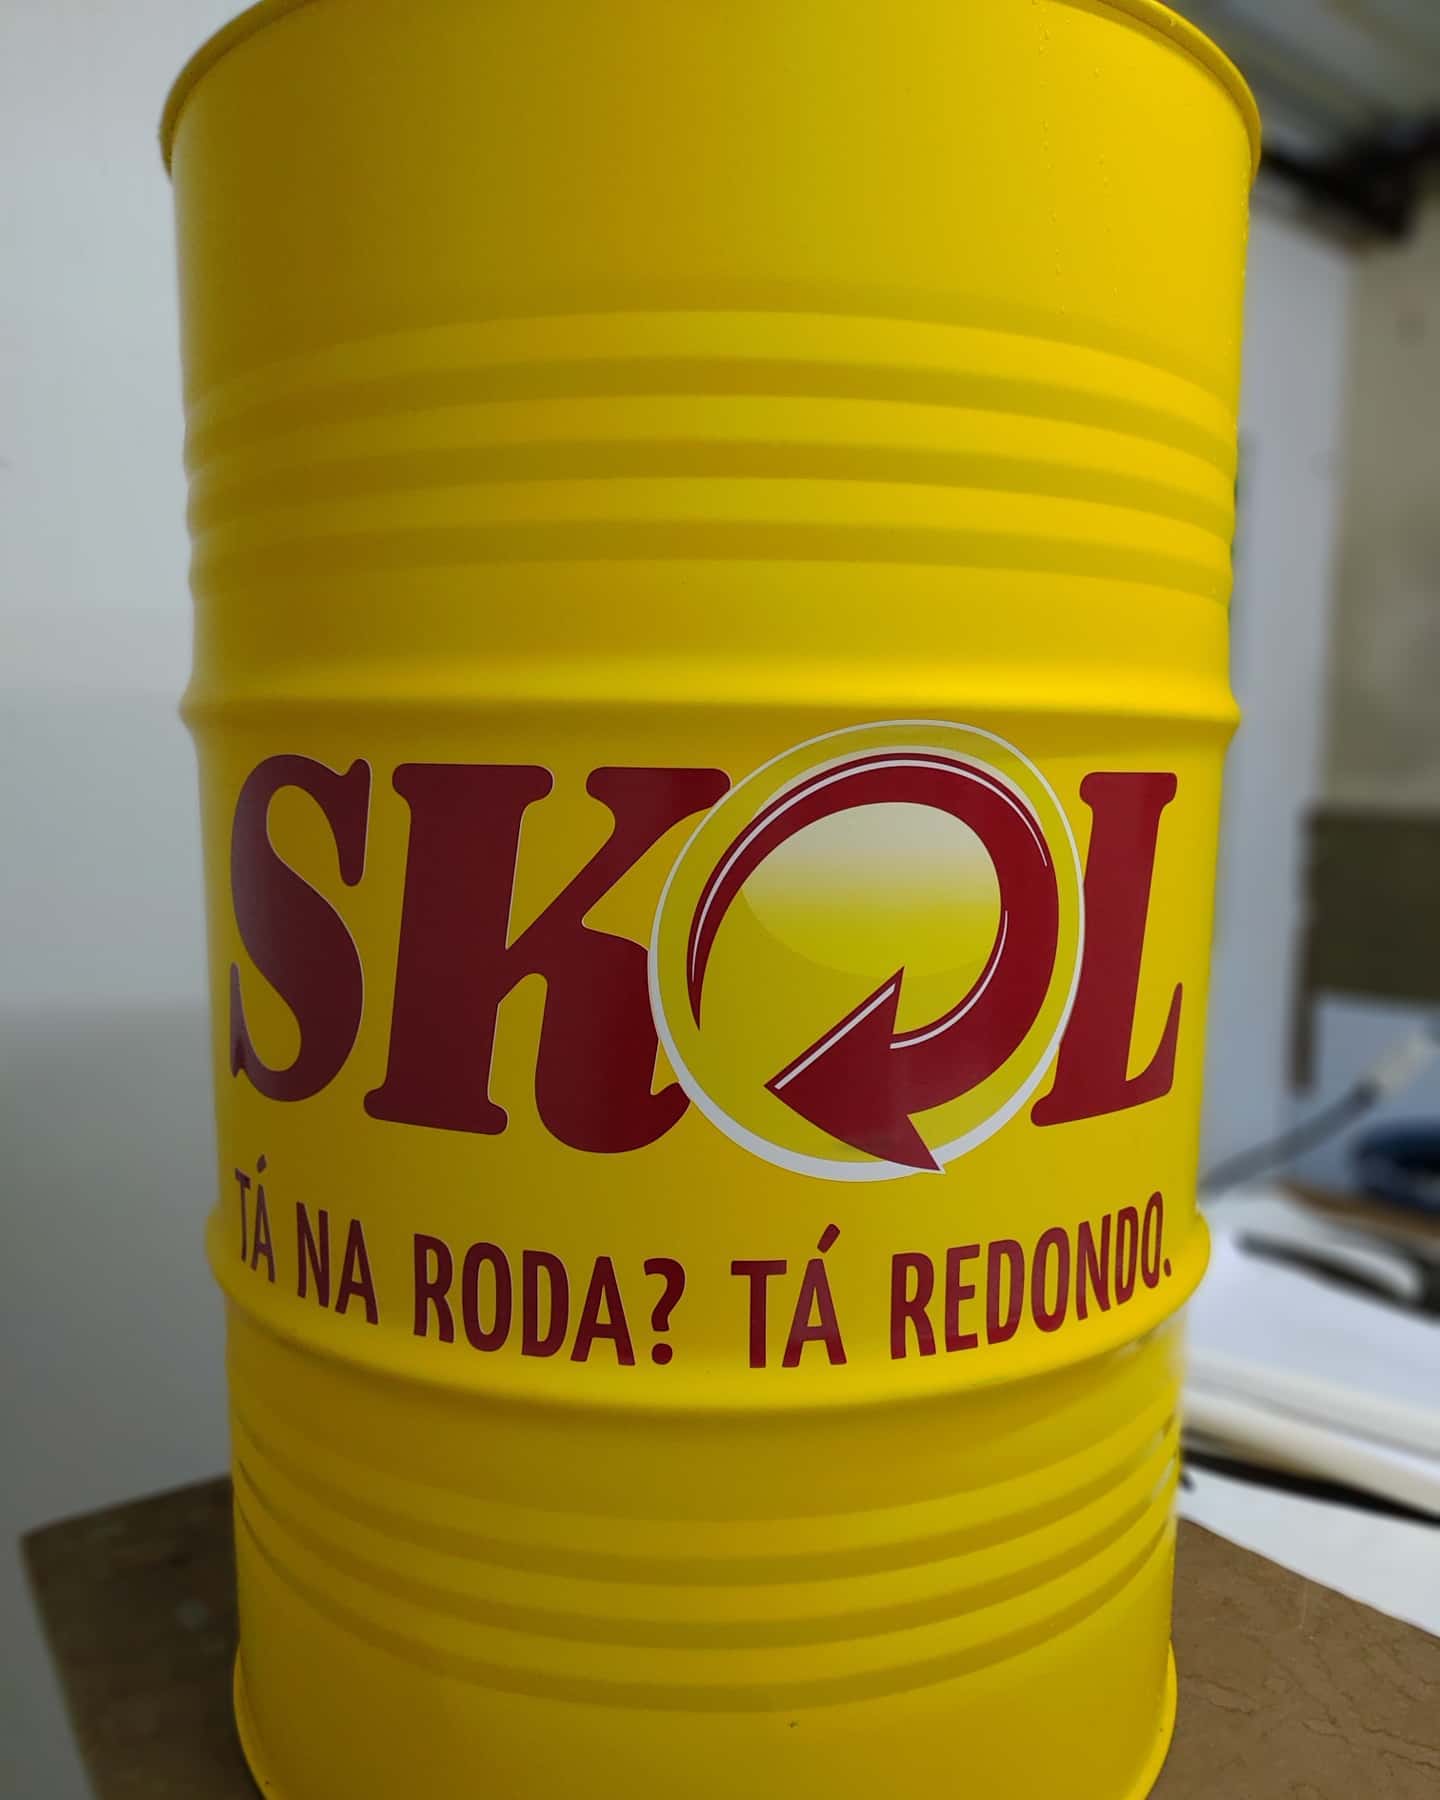 SKOL
TÁ NA RODA? TÁ REDONDO.